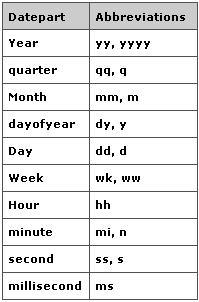 Datepart Abbreviations
Year yy, yyyy
quarter qq, q
Month mm, m
dayofyear dy, y
Day dd, d
Week wk, ww
Hour hh
minute mi, n
second ss, s
millisecond ms